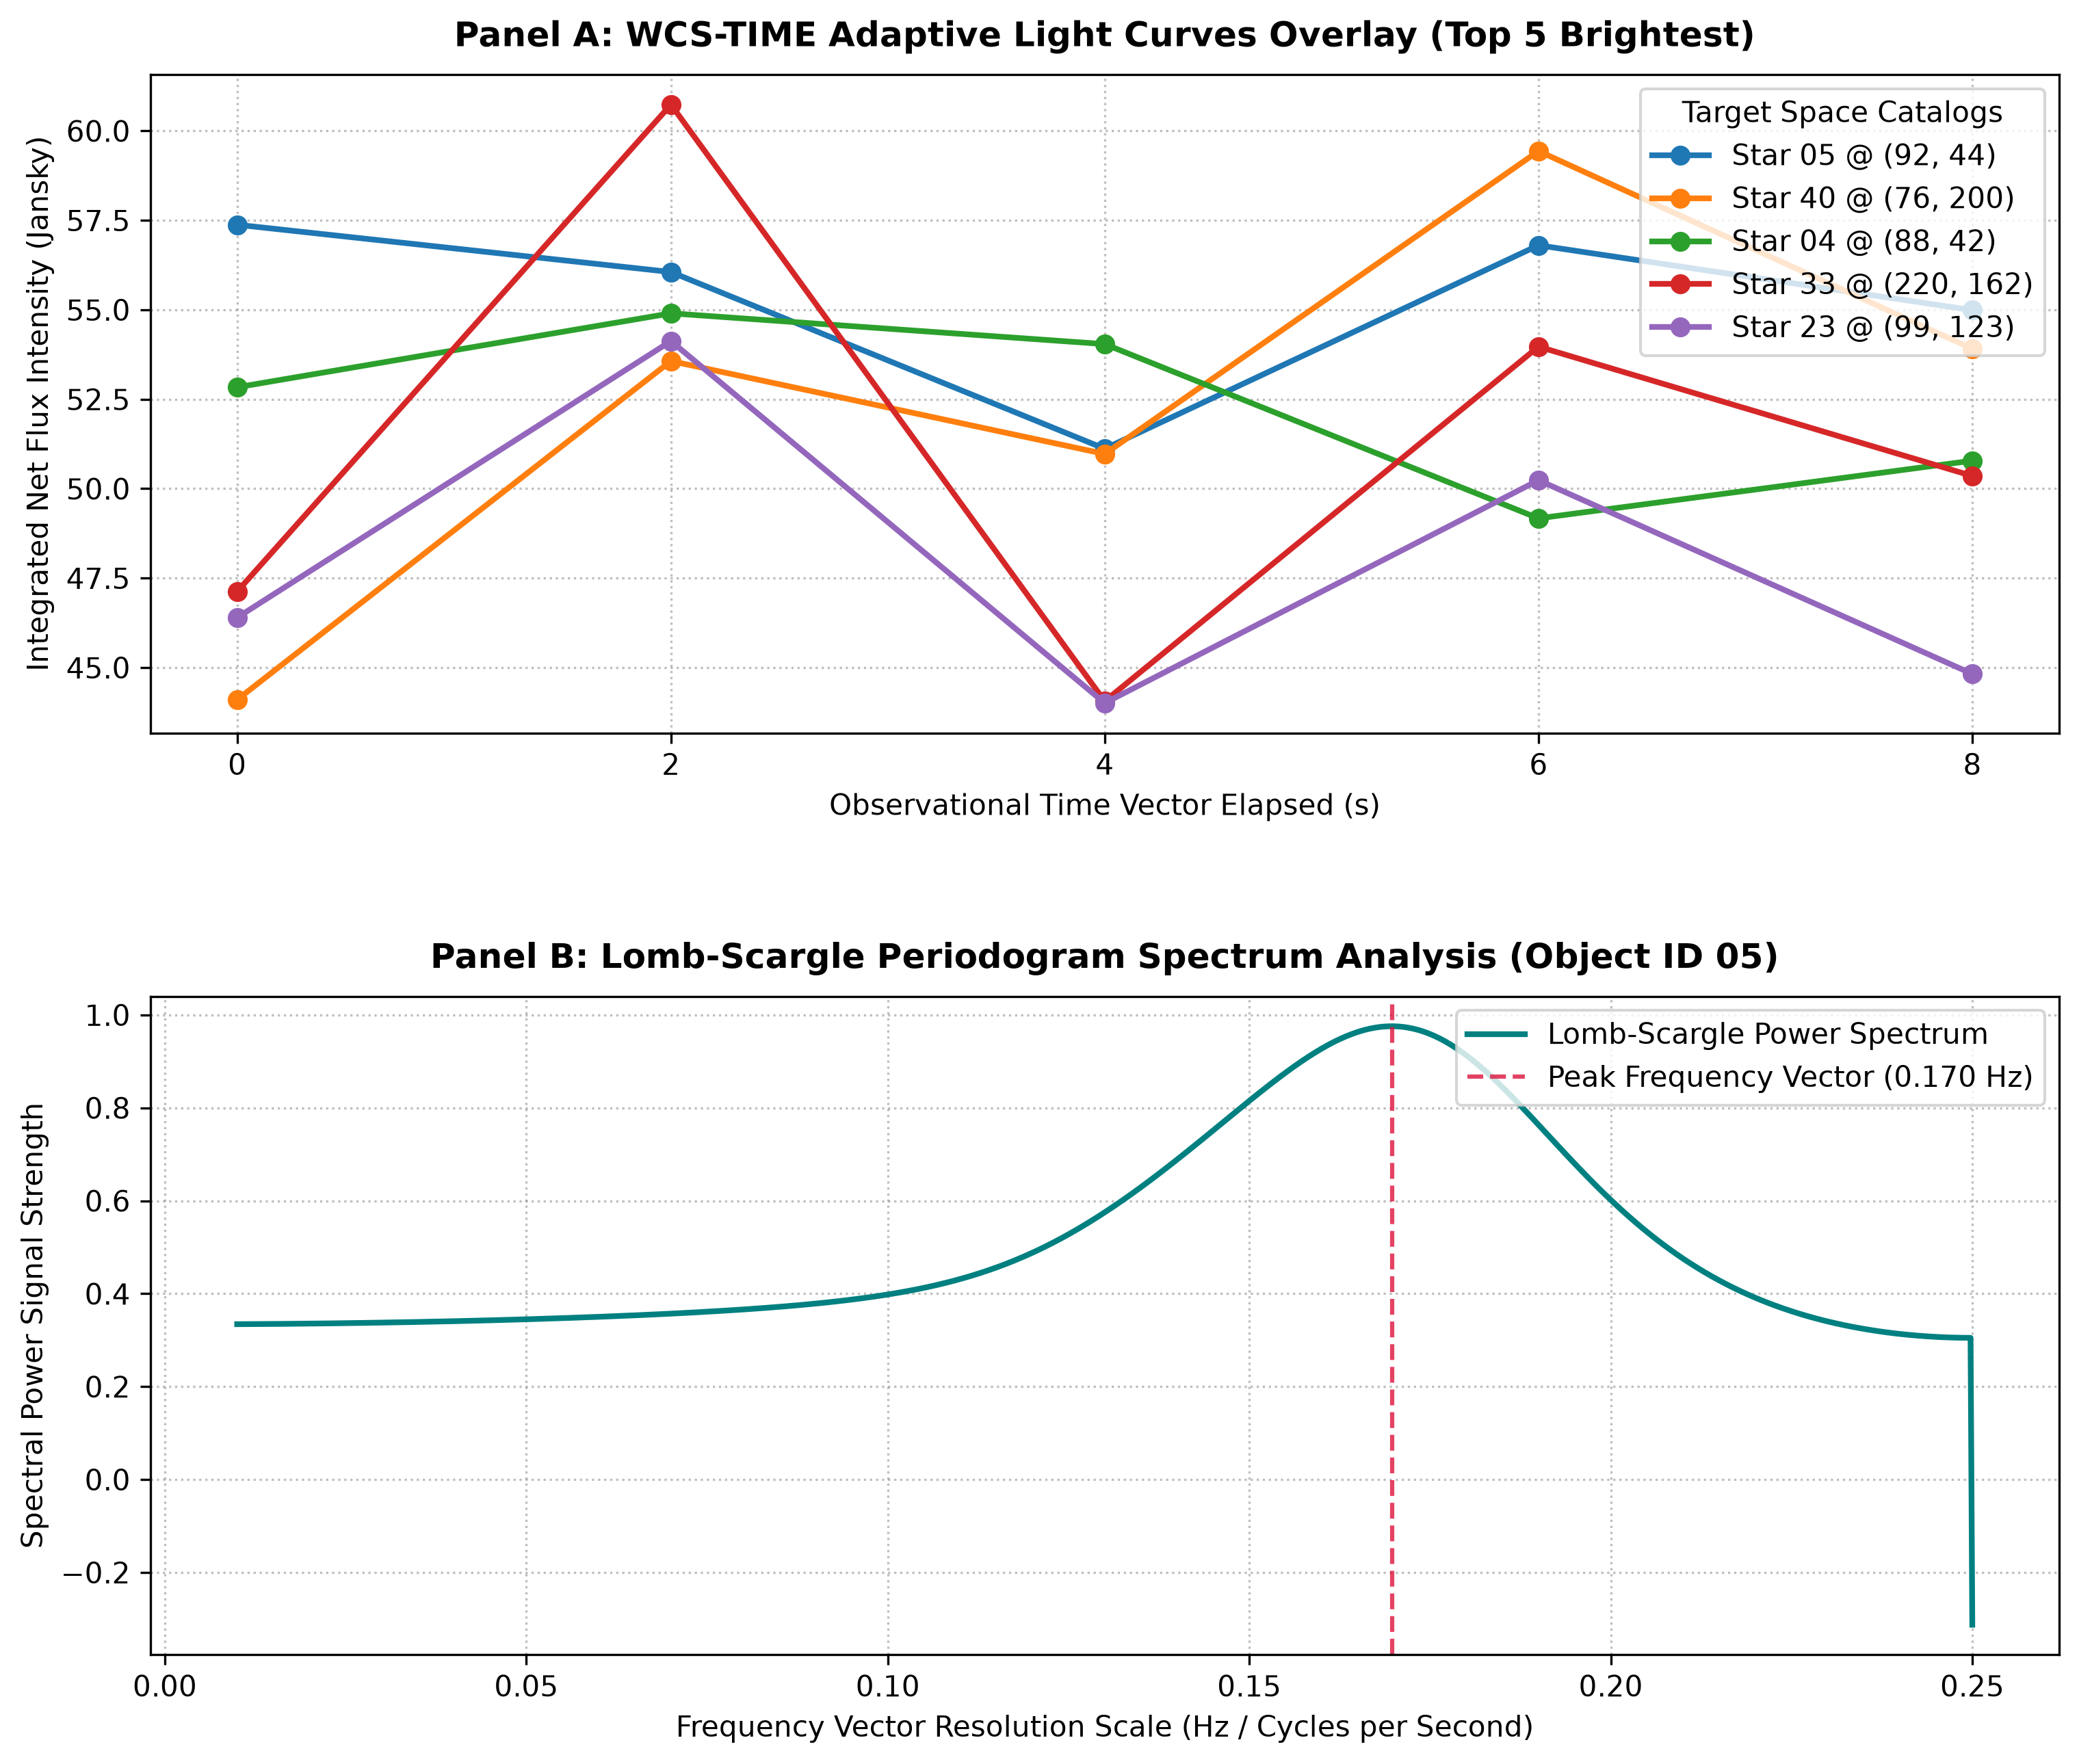 Panel A: WCS-TIME Adaptive Light Curves Overlay (Top 5 Brightest)
Integrated Net Flux Intensity (Jansky)
60.0
57.5
55.0
52.5
50.0
47.5
45.0
Target Space Catalogs
Star 05 @ (92, 44)
Star 40 @ (76, 200)
Star 04 @ (88, 42)
Star 33 @ (220, 162)
Star 23 @ (99, 123)
0 2 4 6 8
Observational Time Vector Elapsed (s)
Panel B: Lomb-Scargle Periodogram Spectrum Analysis (Object ID 05)
Spectral Power Signal Strength
1.0
0.8
0.6
0.4
0.2
0.0
−0.2
Lomb-Scargle Power Spectrum
Peak Frequency Vector (0.170 Hz)
0.00 0.05 0.10 0.15 0.20 0.25
Frequency Vector Resolution Scale (Hz / Cycles per Second)